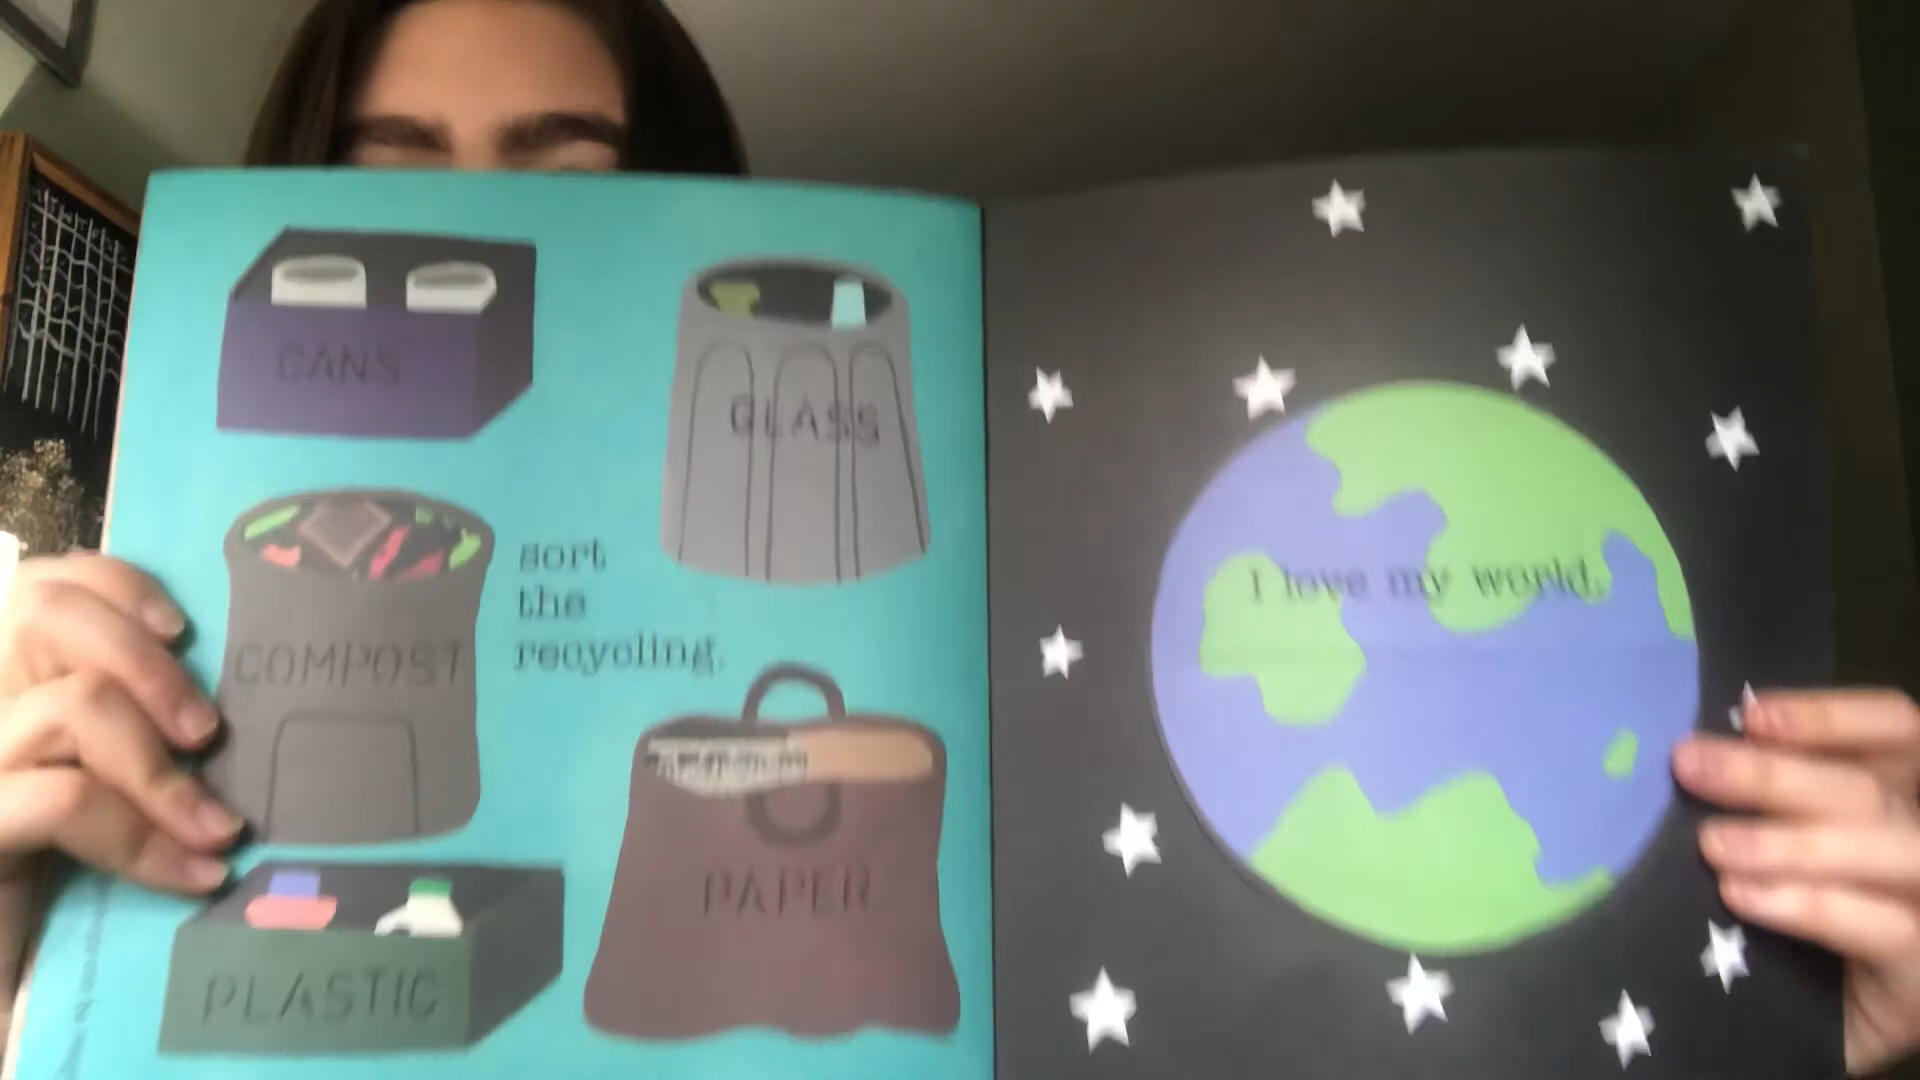 CANS
GLASS
COMPOST
sort
the
recycling.
PAPER
PLASTIC
I love my world.